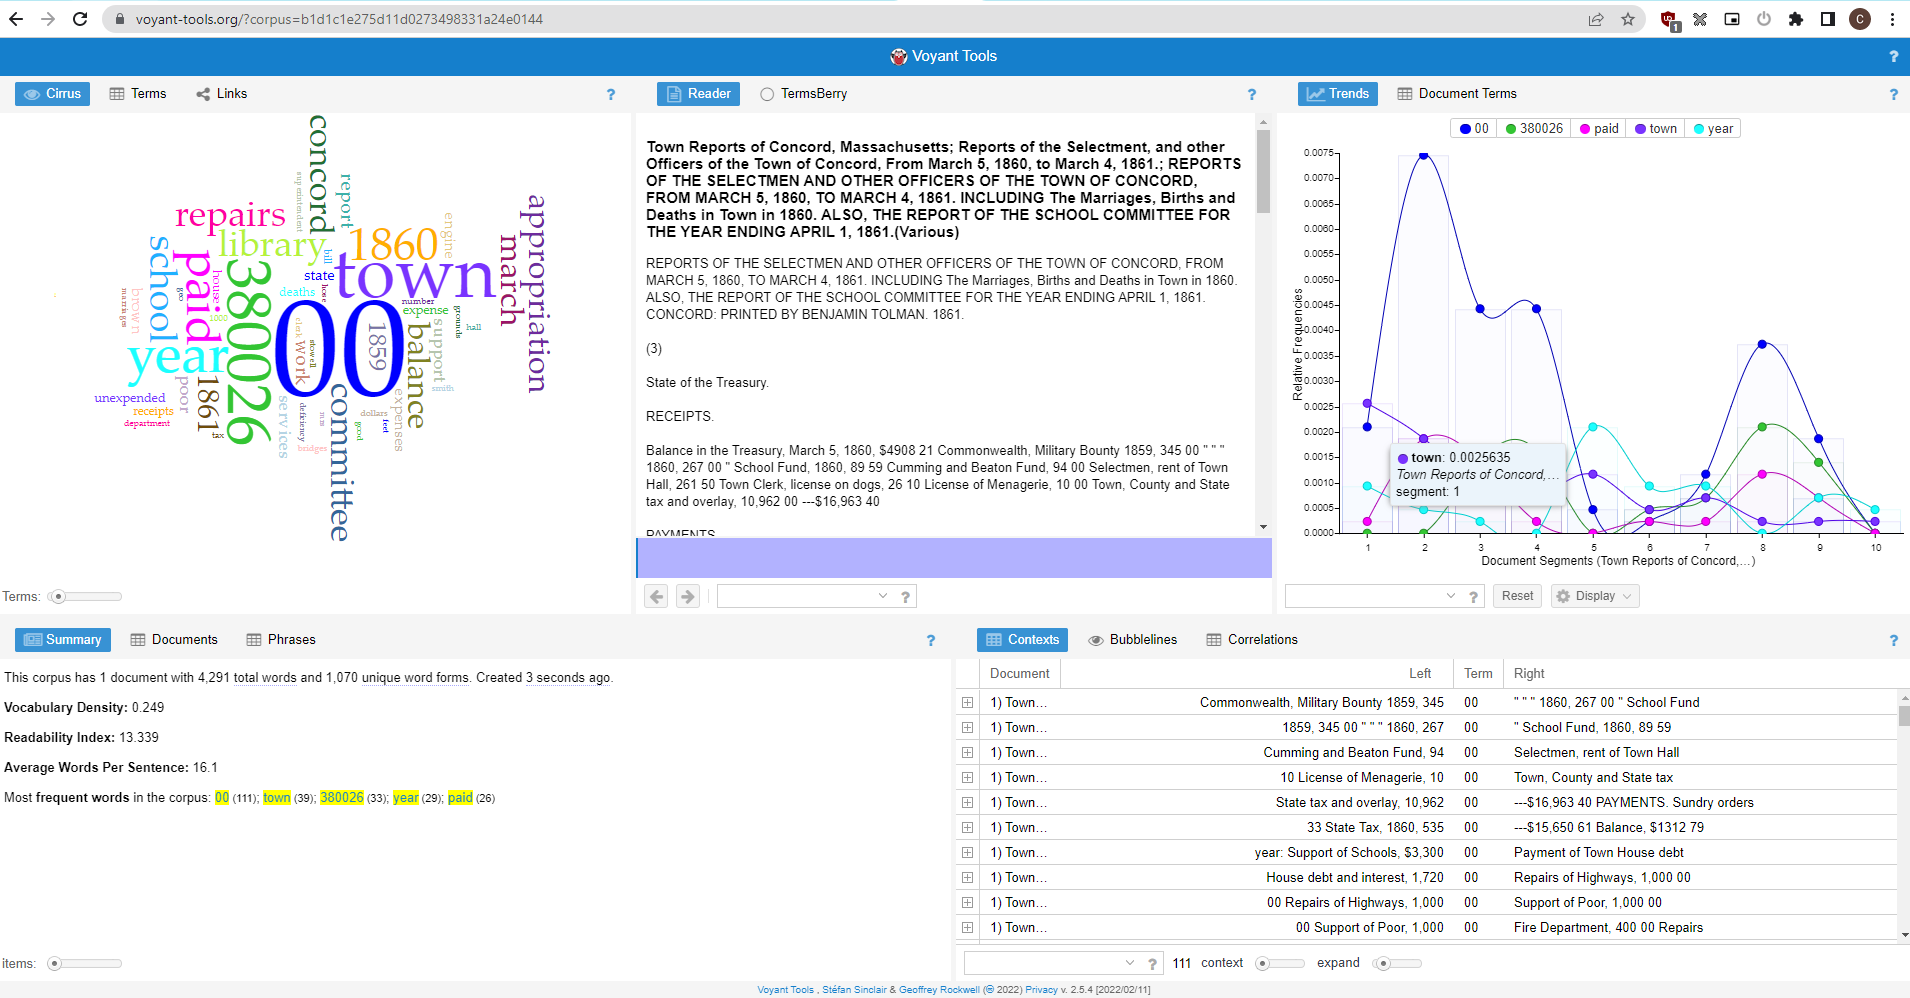 voyant-tools.org/?corpus=b1d1c1e275d11d0273498331a24e0144
1
C
Voyant Tools
?
Cirrus Terms Links ?
concord
report
superintendent
appropriation
repairs
engine
library
1860
march
school
paid
bill
state
town
house
geo
deaths
hose
number
expense
grounds
hall
brown
marriages
1000
380026
00
clerk
work
stowell
1859
balance
support
smith
year
poor
1861
tax
unexpended
receipts
department
services
deficiency
mrs
bridges
committee
dollars
good
feet
expenses
Terms:
Reader TermsBerry ?
Town Reports of Concord, Massachusetts; Reports of the Selectment, and other
Officers of the Town of Concord, From March 5, 1860, to March 4, 1861.; REPORTS
OF THE SELECTMEN AND OTHER OFFICERS OF THE TOWN OF CONCORD,
FROM MARCH 5, 1860, TO MARCH 4, 1861. INCLUDING The Marriages, Births and
Deaths in Town in 1860. ALSO, THE REPORT OF THE SCHOOL COMMITTEE FOR
THE YEAR ENDING APRIL 1, 1861.(Various)
REPORTS OF THE SELECTMEN AND OTHER OFFICERS OF THE TOWN OF CONCORD, FROM
MARCH 5, 1860, TO MARCH 4, 1861. INCLUDING The Marriages, Births and Deaths in Town in 1860.
ALSO, THE REPORT OF THE SCHOOL COMMITTEE FOR THE YEAR ENDING APRIL 1, 1861.
CONCORD: PRINTED BY BENJAMIN TOLMAN. 1861.
(3)
State of the Treasury.
RECEIPTS.
Balance in the Treasury, March 5, 1860, $4908 21 Commonwealth, Military Bounty 1859, 345 00 " " "
1860, 267 00 " School Fund, 1860, 89 59 Cumming and Beaton Fund, 94 00 Selectmen, rent of Town
Hall, 261 50 Town Clerk, license on dogs, 26 10 License of Menagerie, 10 00 Town, County and State
tax and overlay, 10,962 00 ---$16,963 40
PAYMENTS
?
Trends Document Terms ?
00 380026 paid town year
Relative Frequencies
0.0075
0.0070
0.0065
0.0060
0.0055
0.0050
0.0045
0.0040
0.0035
0.0030
0.0025
0.0020
0.0015
0.0010
0.0005
0.0000
town: 0.0025635
Town Reports of Concord,...
segment: 1
1 2 3 4 5 6 7 8 9 10
Document Segments (Town Reports of Concord,...)
? Reset Display
Summary Documents Phrases ?
This corpus has 1 document with 4,291 total words and 1,070 unique word forms. Created 3 seconds ago.
Vocabulary Density: 0.249
Readability Index: 13.339
Average Words Per Sentence: 16.1
Most frequent words in the corpus: 00 (111); town (39); 380026 (33); year (29); paid (26)
items:
Contexts Bubblelines Correlations ?
Document Left Term Right
1) Town... Commonwealth, Military Bounty 1859, 345 00 " " " 1860, 267 00 " School Fund
1) Town... 1859, 345 00 " " " 1860, 267 00 " School Fund, 1860, 89 59
1) Town... Cumming and Beaton Fund, 94 00 Selectmen, rent of Town Hall
1) Town... 10 License of Menagerie, 10 00 Town, County and State tax
1) Town... State tax and overlay, 10,962 00 ---$16,963 40 PAYMENTS. Sundry orders
1) Town... 33 State Tax, 1860, 535 00 ---$15,650 61 Balance, $1312 79
1) Town... year: Support of Schools, $3,300 00 Payment of Town House debt
1) Town... House debt and interest, 1,720 00 Repairs of Highways, 1,000 00
1) Town... 00 Repairs of Highways, 1,000 00 Support of Poor, 1,000 00
1) Town... 00 Support of Poor, 1,000 00 Fire Department, 400 00 Repairs
? 111 context expand
Voyant Tools , Stéfan Sinclair & Geoffrey Rockwell (© 2022) Privacy v. 2.5.4 [2022/02/11]